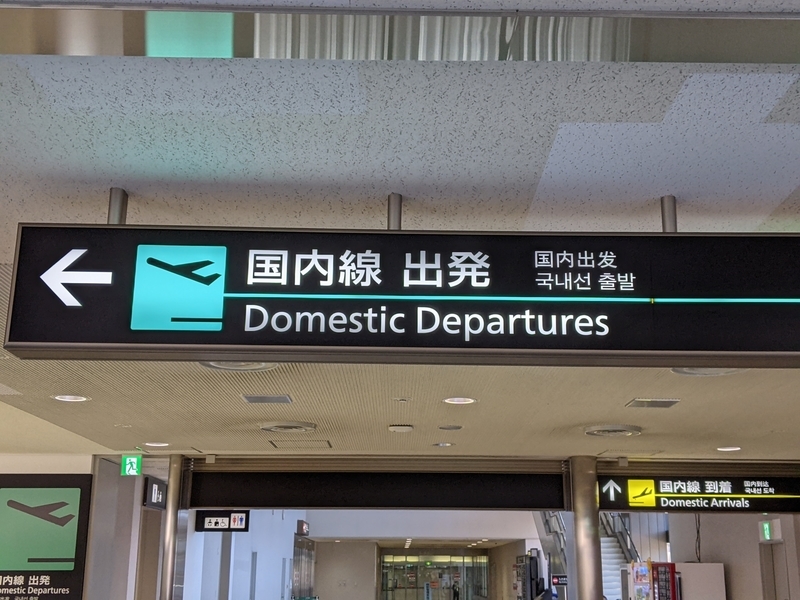 国内線 出発
国内出发
국내선 출발
Domestic Departures
国内線 到着
国内到达
국내선 도착
Domestic Arrivals
国内線 出発
Domestic Departures